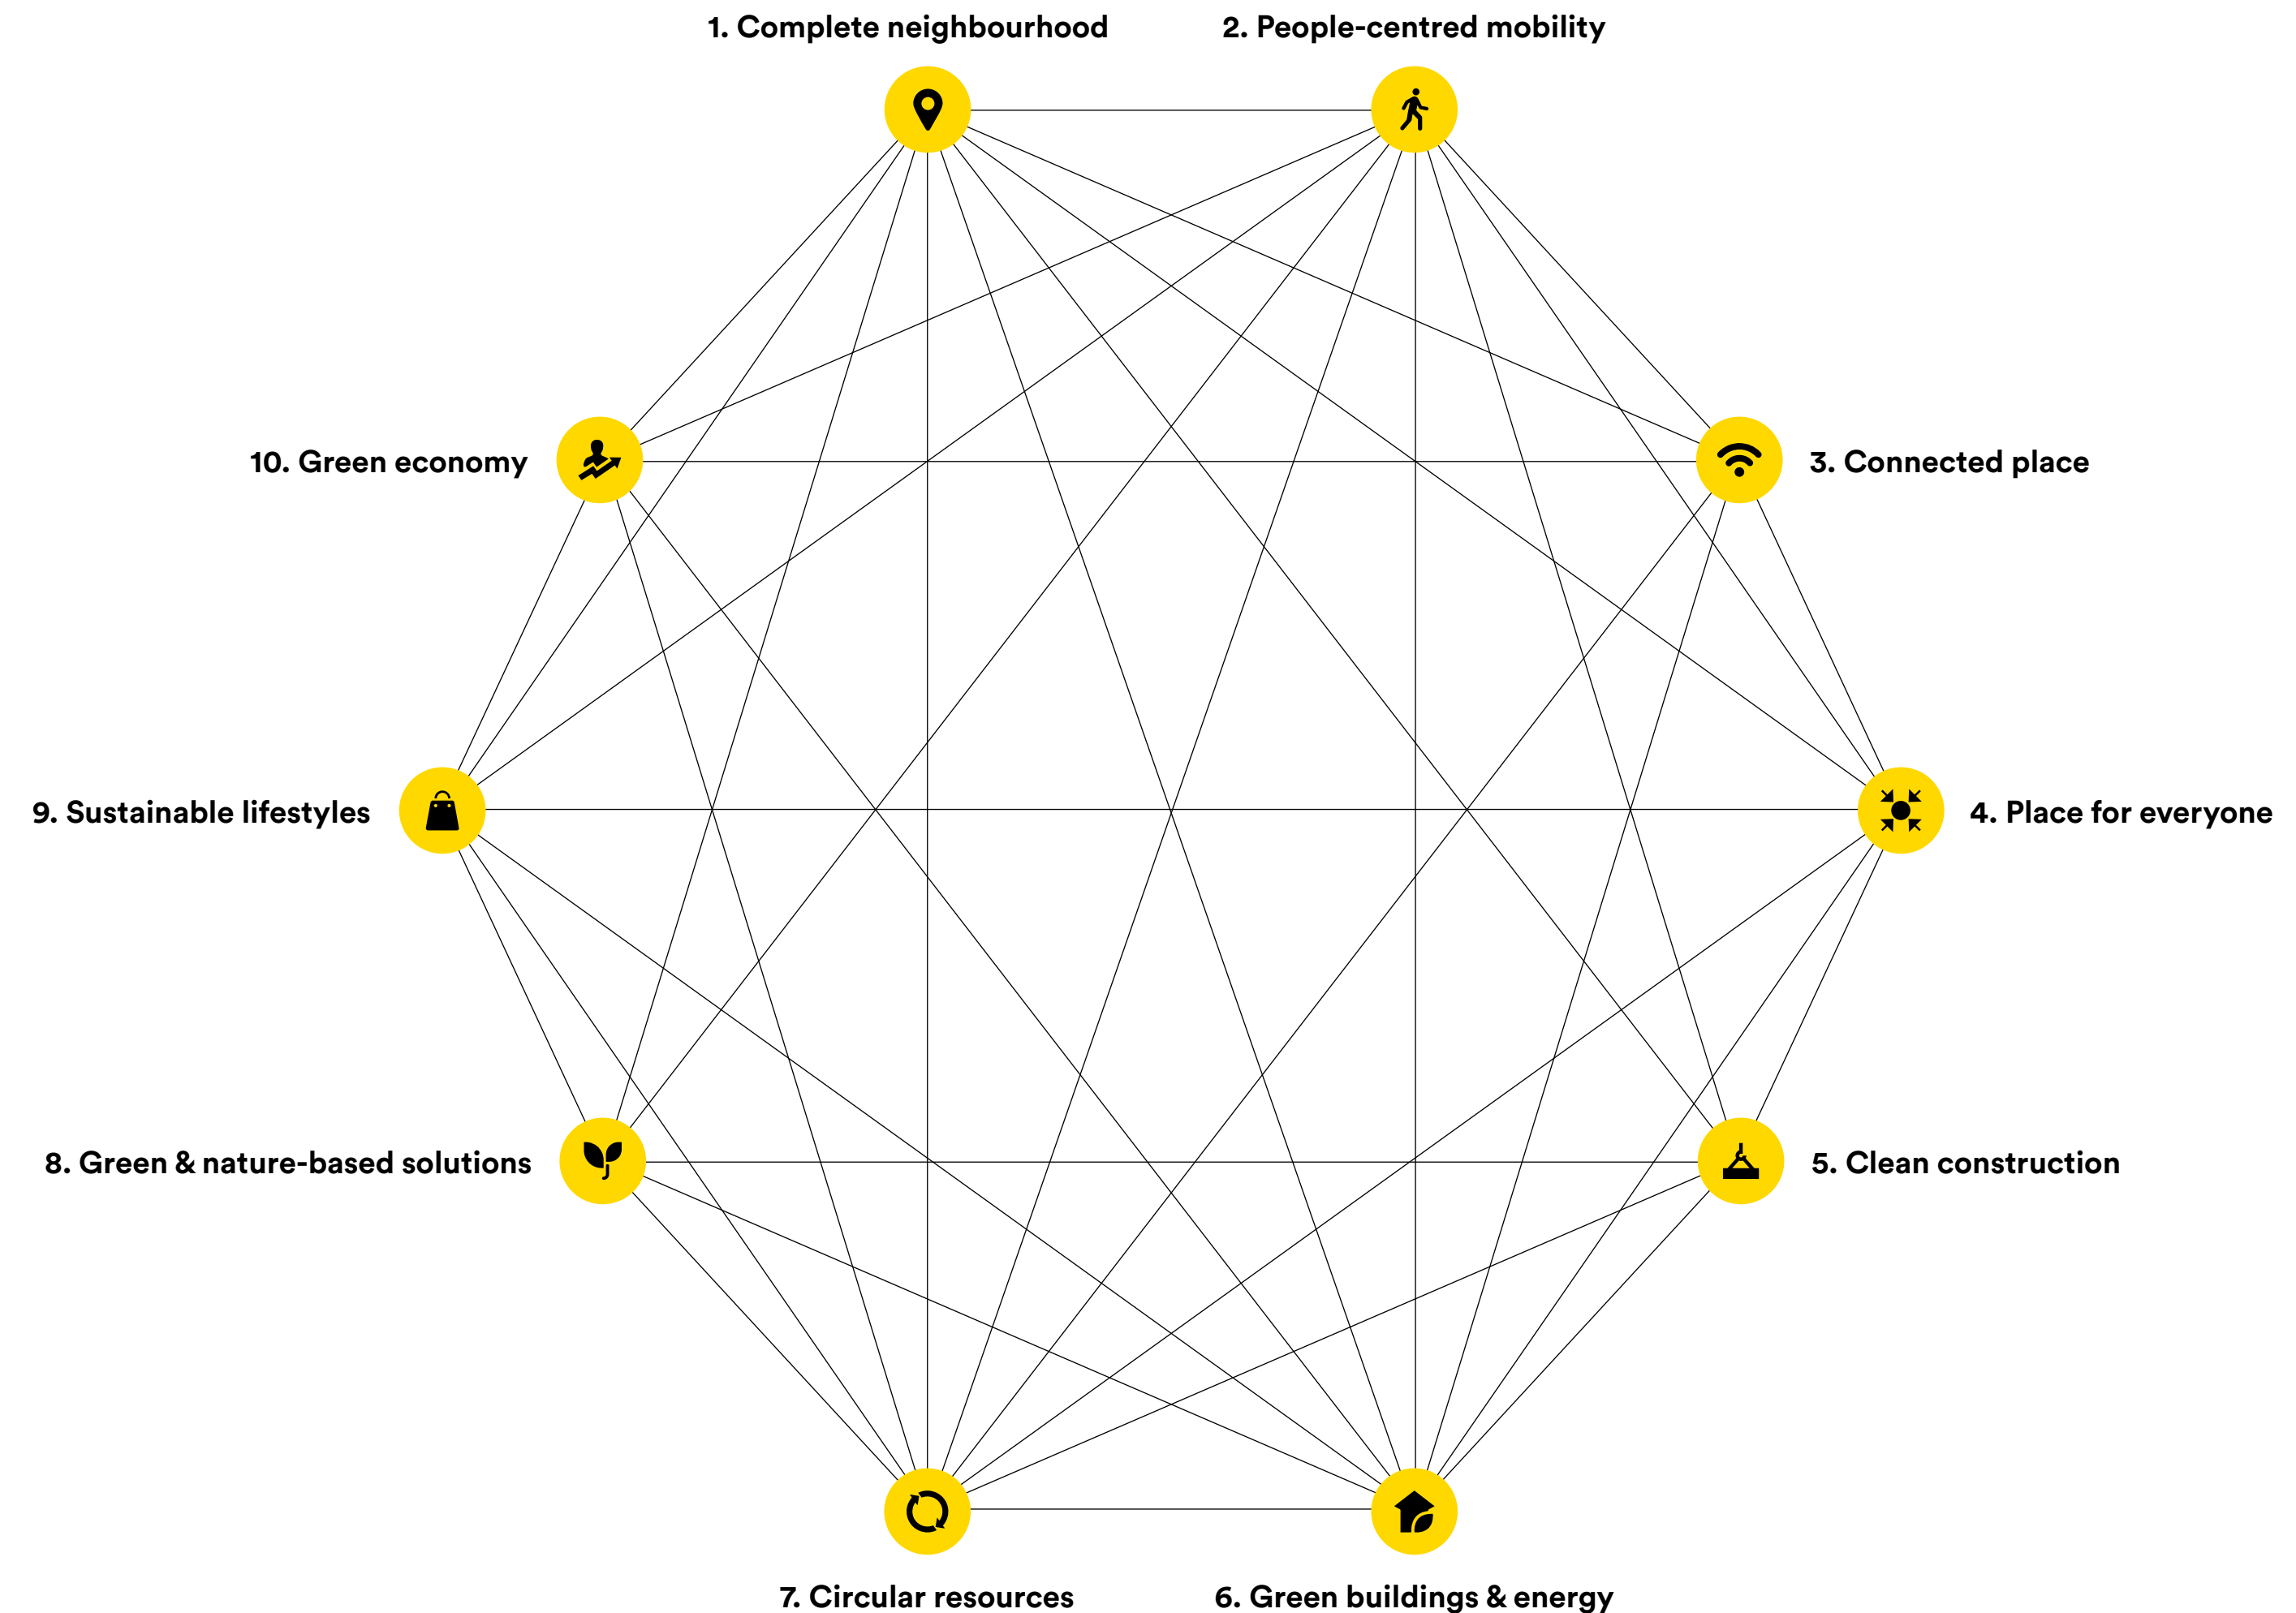 1. Complete neighbourhood
2. People-centred mobility
3. Connected place
4. Place for everyone
5. Clean construction
6. Green buildings & energy
7. Circular resources
8. Green & nature-based solutions
9. Sustainable lifestyles
10. Green economy